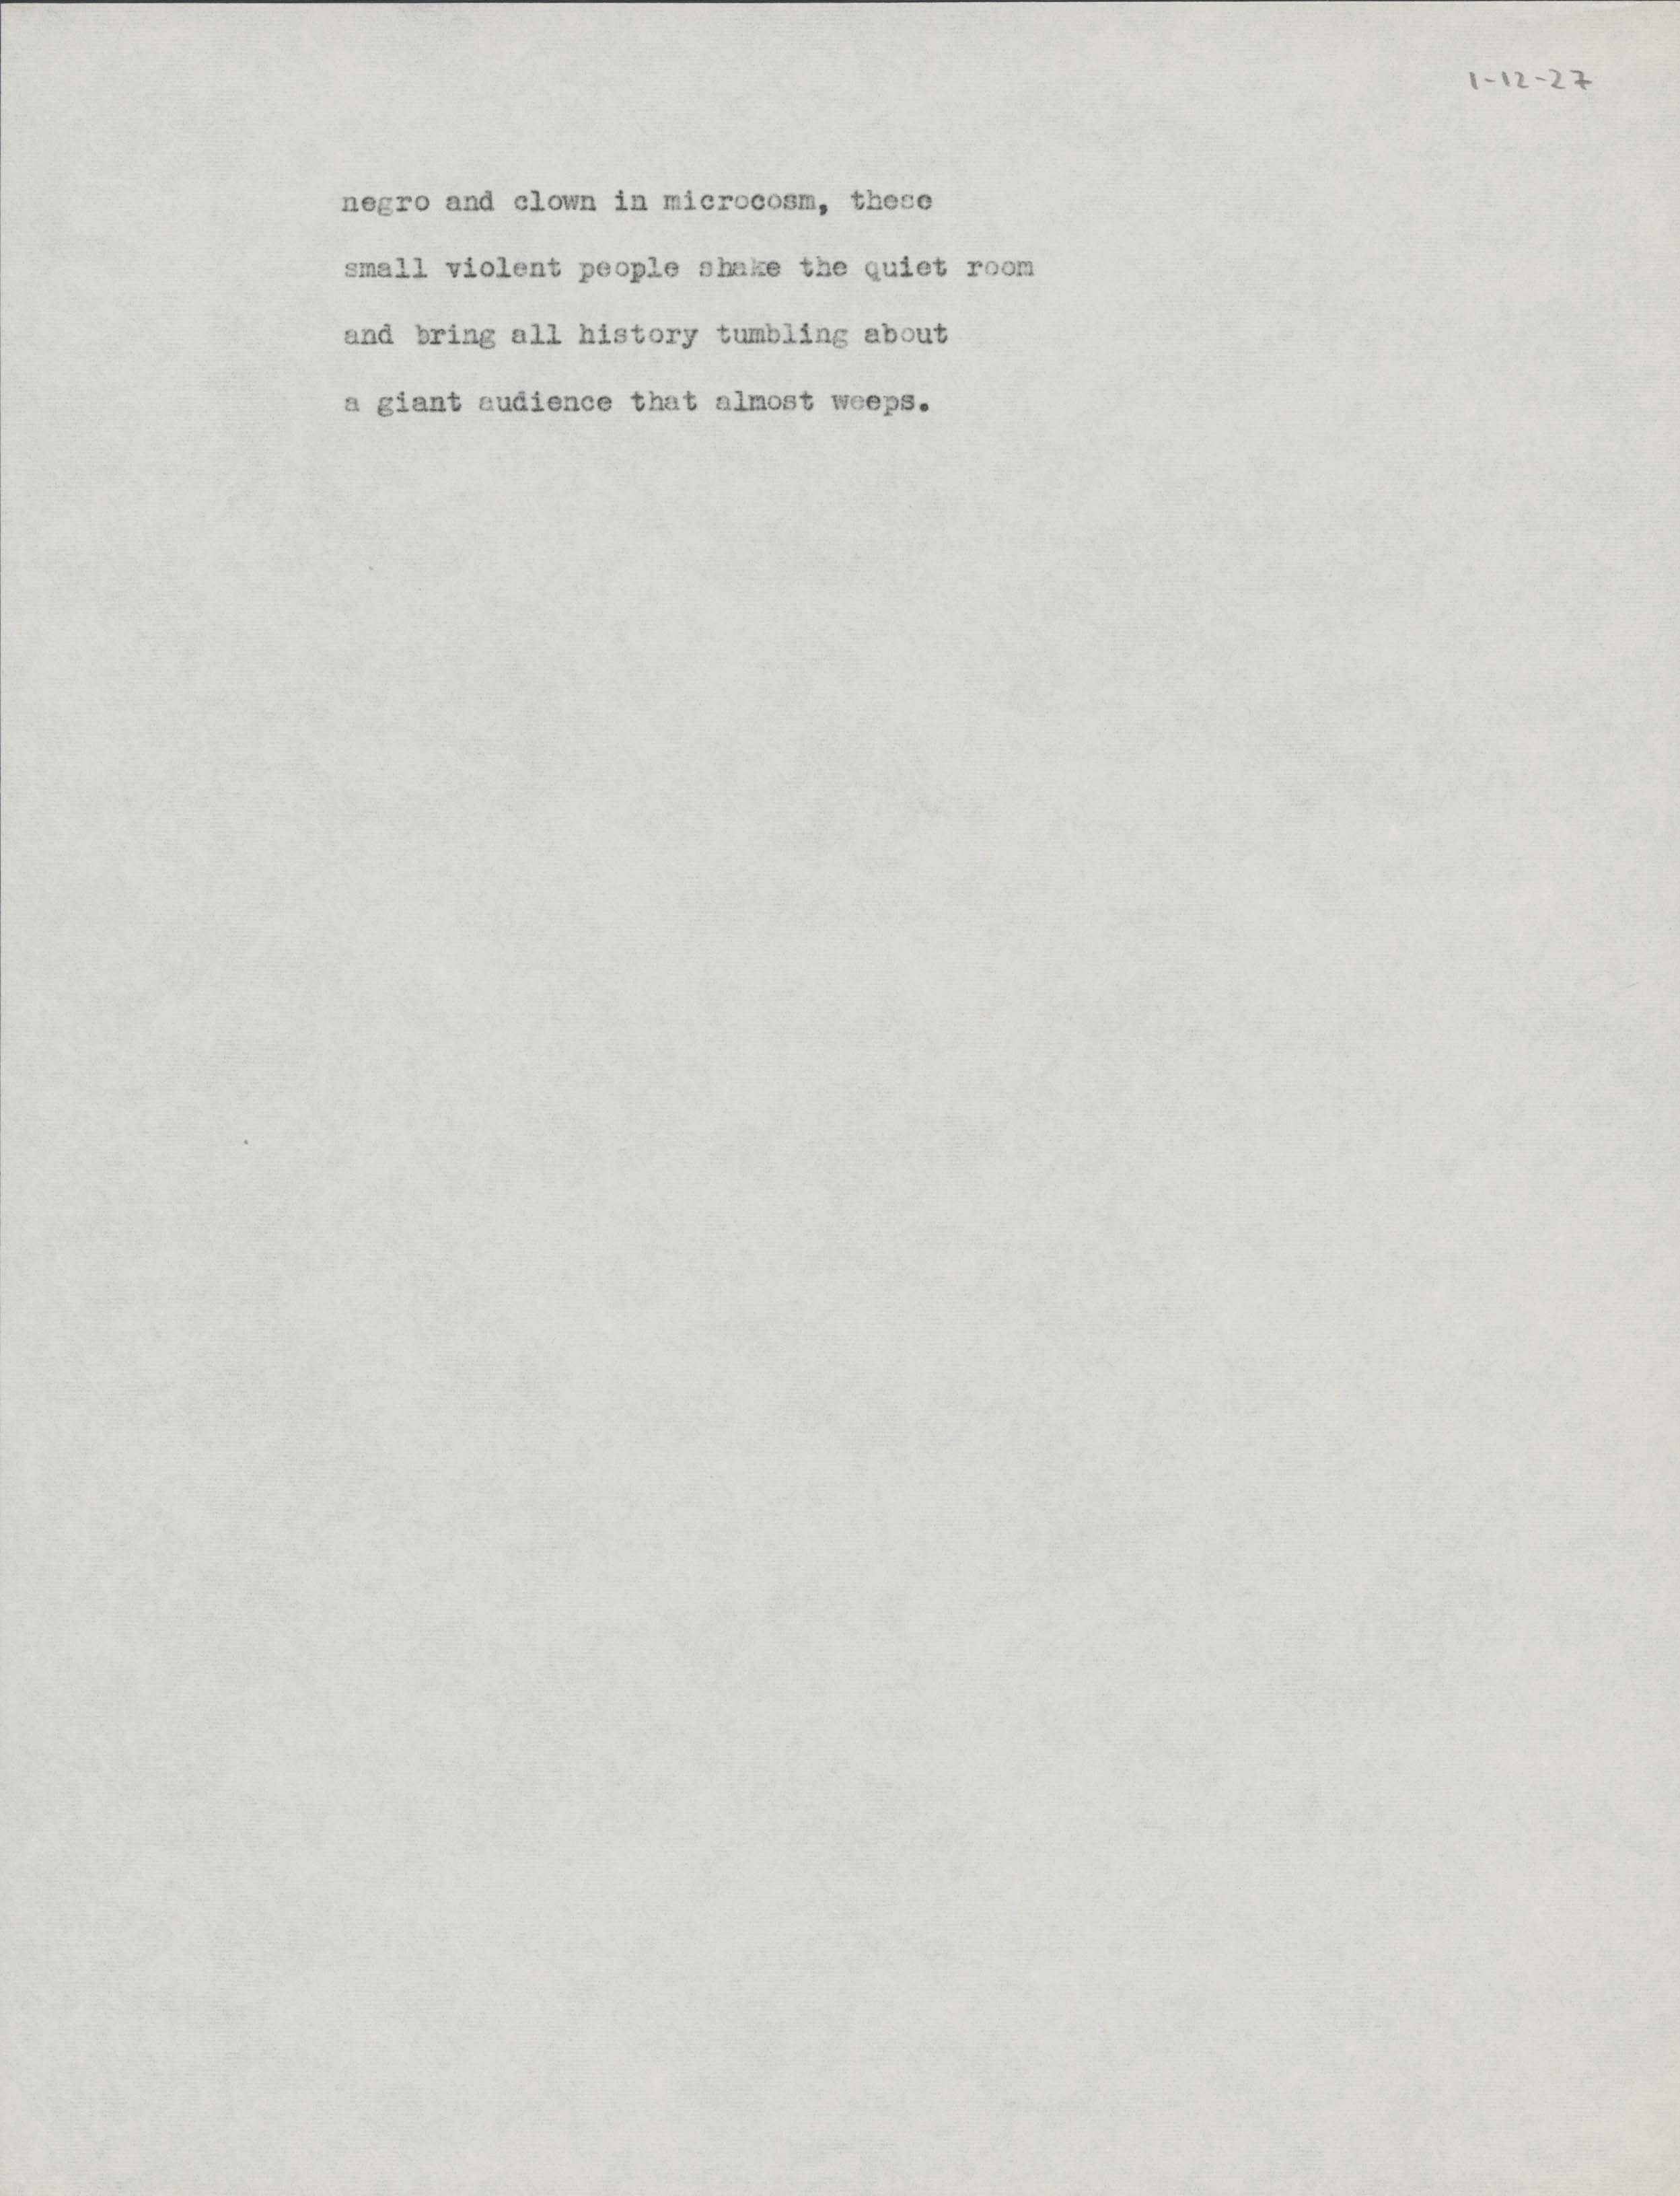 1-12-27
negro and clown in microcosm, these
small violent people shake the quiet room
and bring all history tumbling about
a giant audience that almost weeps.